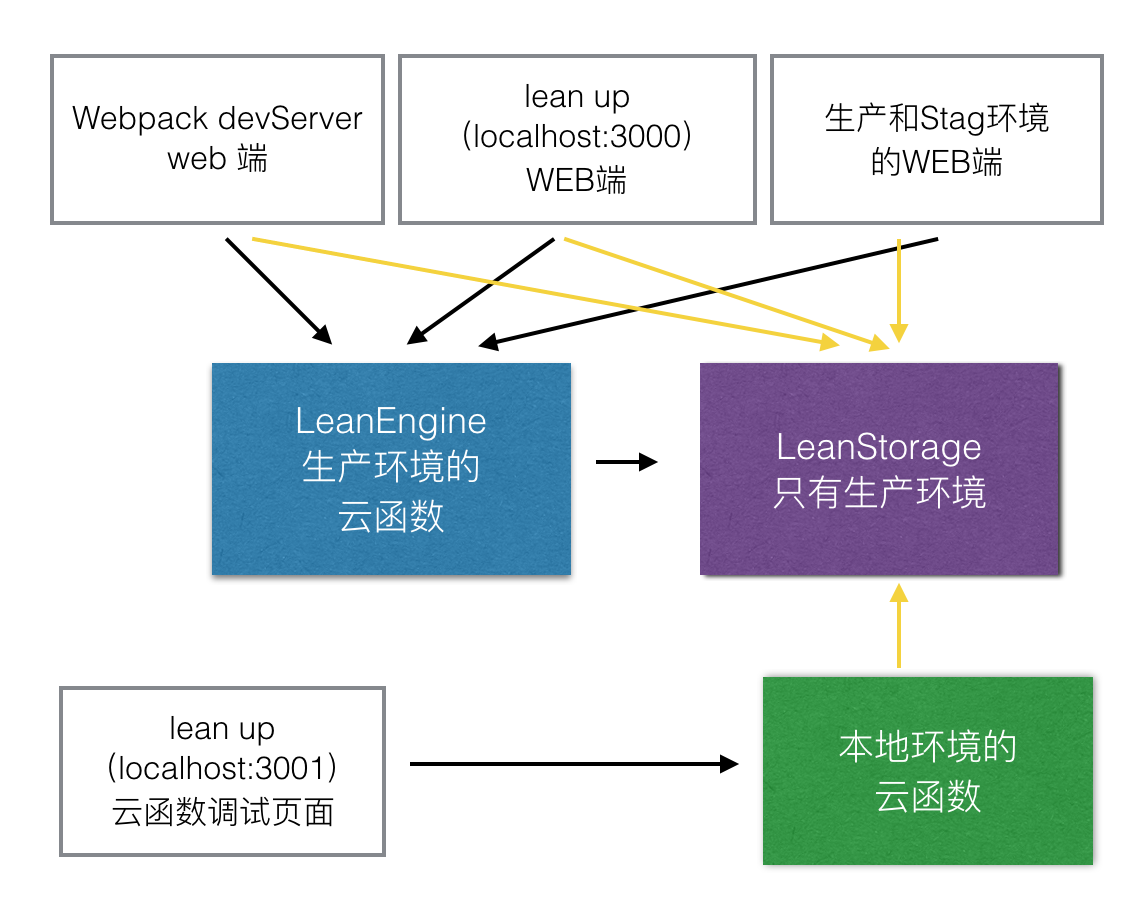 Webpack devServer
web 端
lean up
（localhost:3000）
WEB端
生产和Stag环境
的WEB端
LeanEngine
生产环境的
云函数
LeanStorage
只有生产环境
lean up
（localhost:3001）
云函数调试页面
本地环境的
云函数